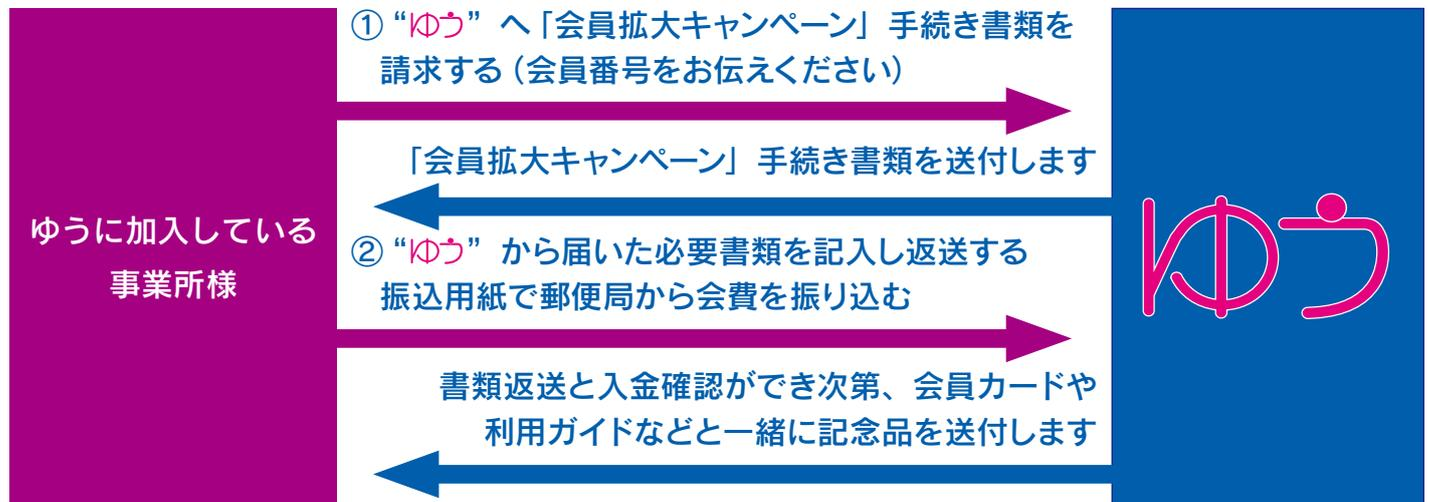 ゆうに加入している
事業所様
① “ゆう” へ「会員拡大キャンペーン」手続き書類を
請求する（会員番号をお伝えください）
「会員拡大キャンペーン」手続き書類を送付します
② “ゆう” から届いた必要書類を記入し返送する
振込用紙で郵便局から会費を振り込む
書類返送と入金確認ができ次第、会員カードや
利用ガイドなどと一緒に記念品を送付します
ゆう